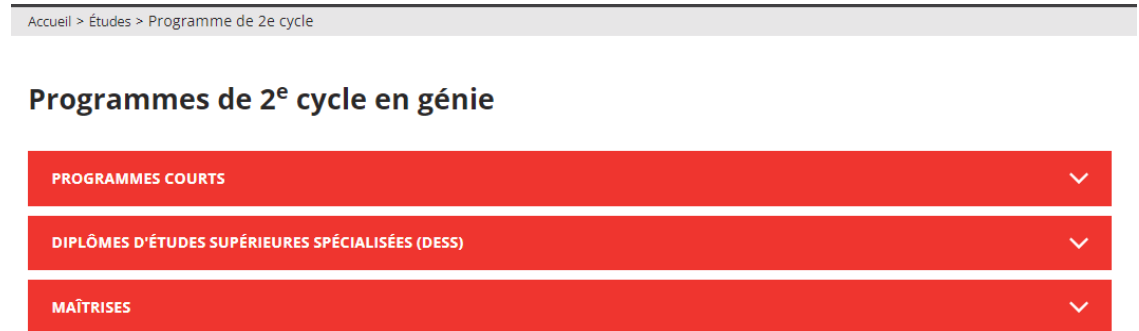 Accueil > Études > Programme de 2e cycle
Programmes de 2e cycle en génie
PROGRAMMES COURTS
DIPLÔMES D'ÉTUDES SUPÉRIEURES SPÉCIALISÉES (DESS)
MAÎTRISES